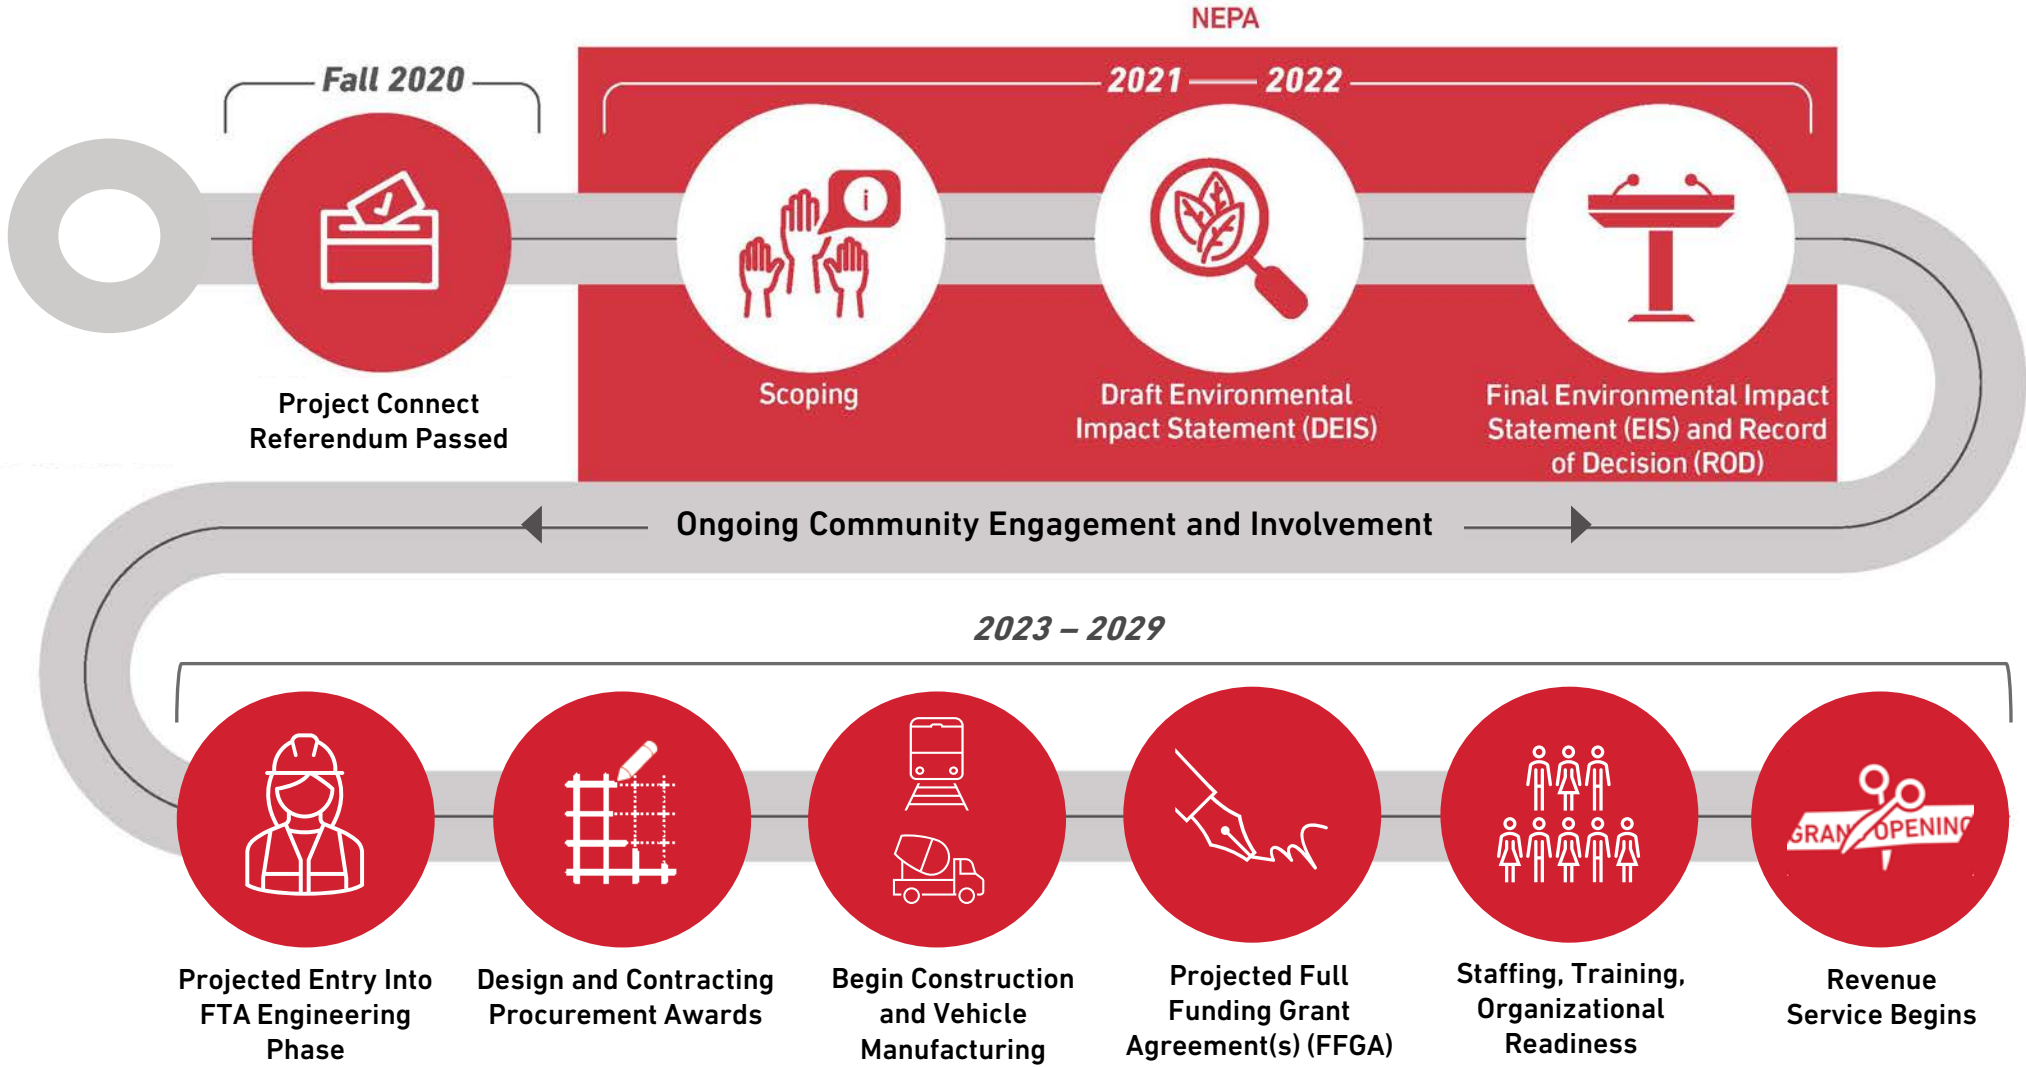 NEPA
Fall 2020
2021 —— 2022
i
Project Connect
Referendum Passed
Scoping
Draft Environmental
Impact Statement (DEIS)
Final Environmental Impact
Statement (EIS) and Record
of Decision (ROD)
Ongoing Community Engagement and Involvement
2023 – 2029
GRAN OPENING
Projected Entry Into
FTA Engineering
Phase
Design and Contracting
Procurement Awards
Begin Construction
and Vehicle
Manufacturing
Projected Full
Funding Grant
Agreement(s) (FFGA)
Staffing, Training,
Organizational
Readiness
Revenue
Service Begins